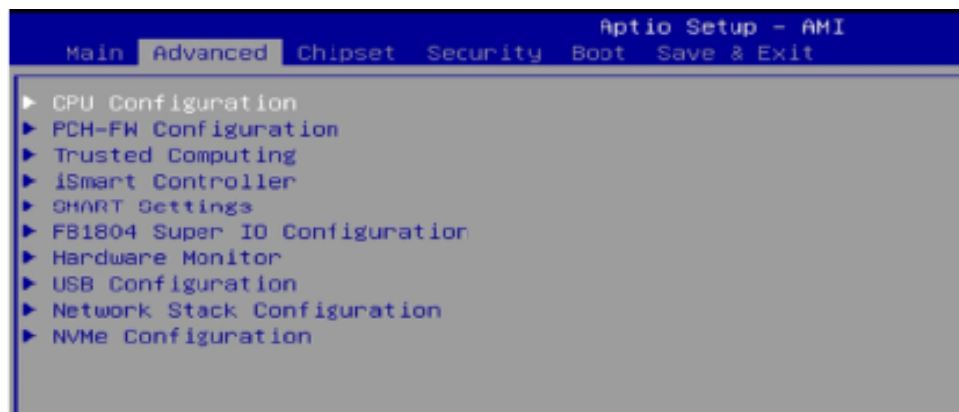 Aptio Setup - AMI
Main Advanced Chipset Security Boot Save & Exit
CPU Configuration
PCH-FW Configuration
Trusted Computing
iSmart Controller
SMART Settings
F81804 Super IO Configuration
Hardware Monitor
USB Configuration
Network Stack Configuration
NVMe Configuration